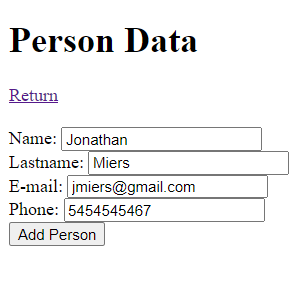 Person Data
Return
Name: Jonathan
Lastname: Miers
E-mail: jmiers@gmail.com
Phone: 5454545467
Add Person